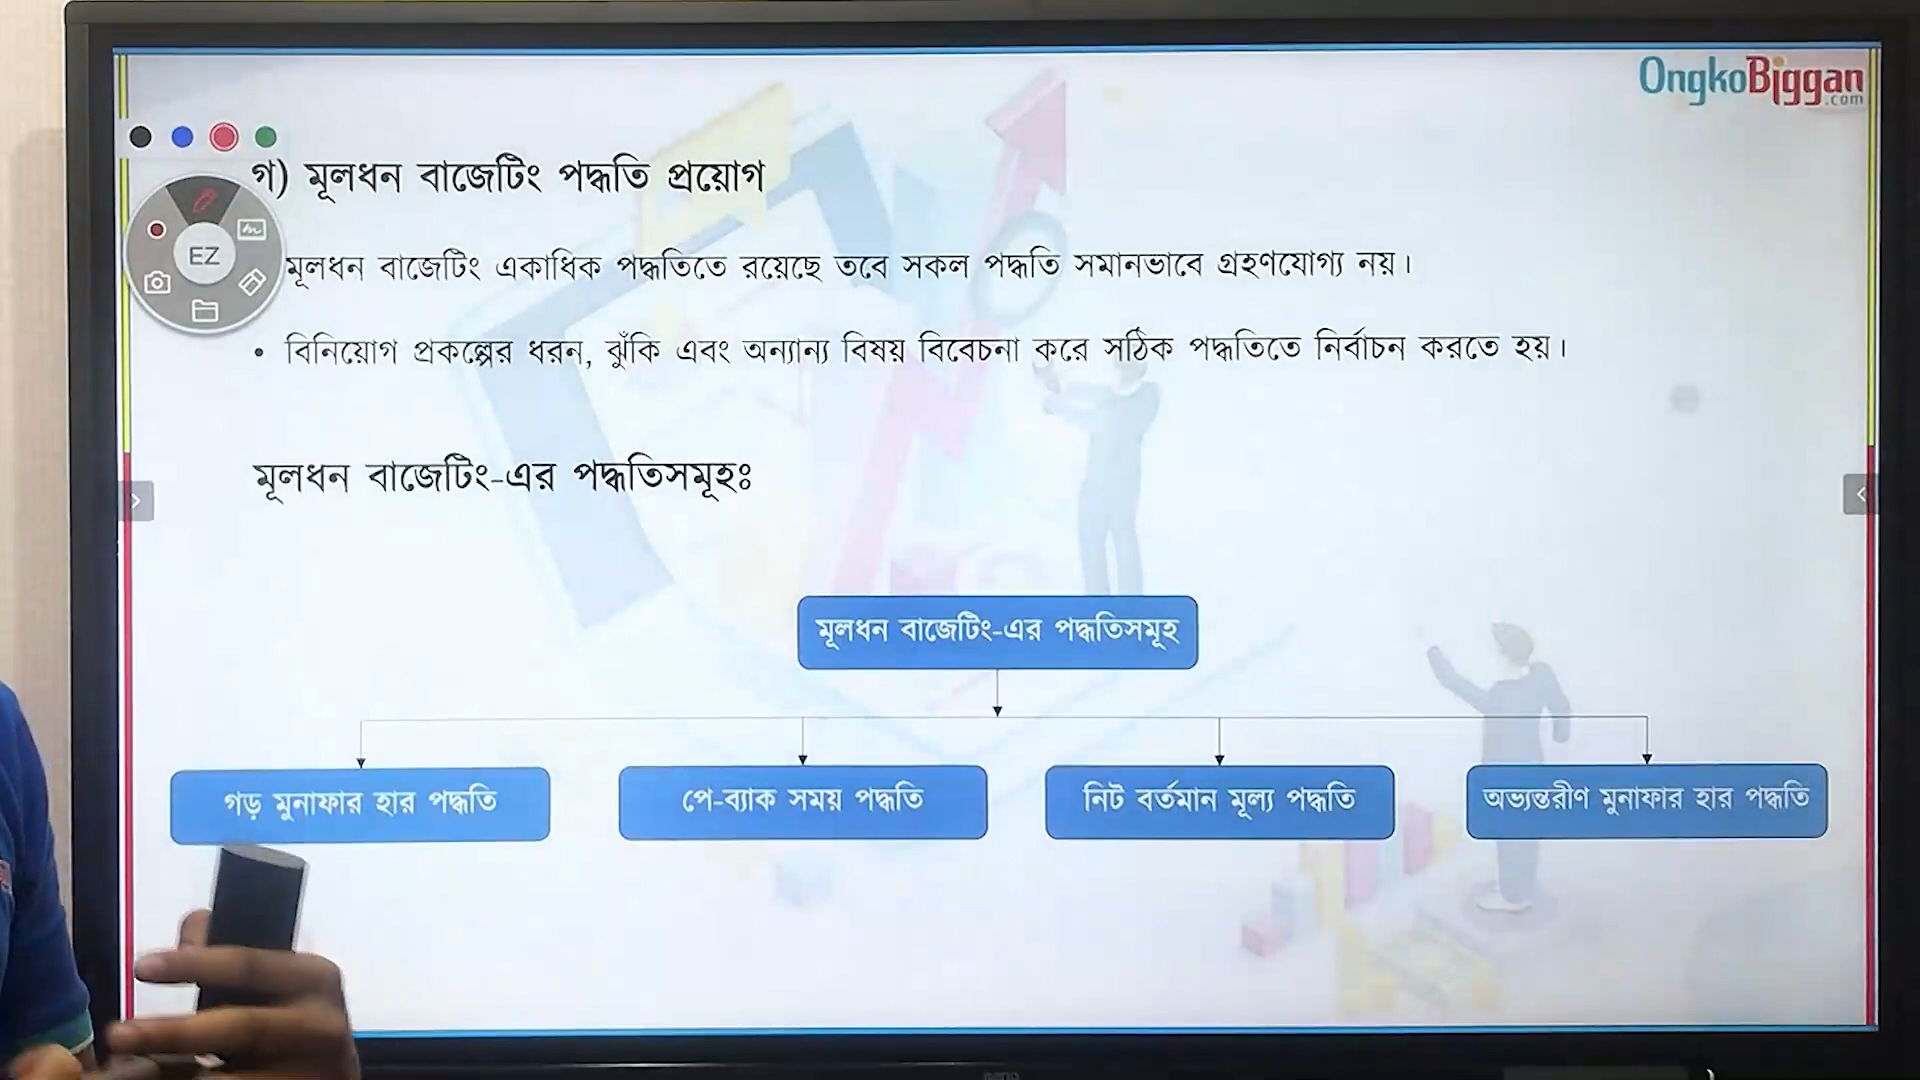 OngkoBiggan
.com
গ) মূলধন বাজেটিং পদ্ধতি প্রয়োগ
EZ
মূলধন বাজেটিং একাধিক পদ্ধতিতে রয়েছে তবে সকল পদ্ধতি সমানভাবে গ্রহণযোগ্য নয়।
• বিনিয়োগ প্রকল্পের ধরন, ঝুঁকি এবং অন্যান্য বিষয় বিবেচনা করে সঠিক পদ্ধতিতে নির্বাচন করতে হয়।
মূলধন বাজেটিং-এর পদ্ধতিসমূহঃ
মূলধন বাজেটিং-এর পদ্ধতিসমূহ
গড় মুনাফার হার পদ্ধতি
পে-ব্যাক সময় পদ্ধতি
নিট বর্তমান মূল্য পদ্ধতি
অভ্যন্তরীণ মুনাফার হার পদ্ধতি